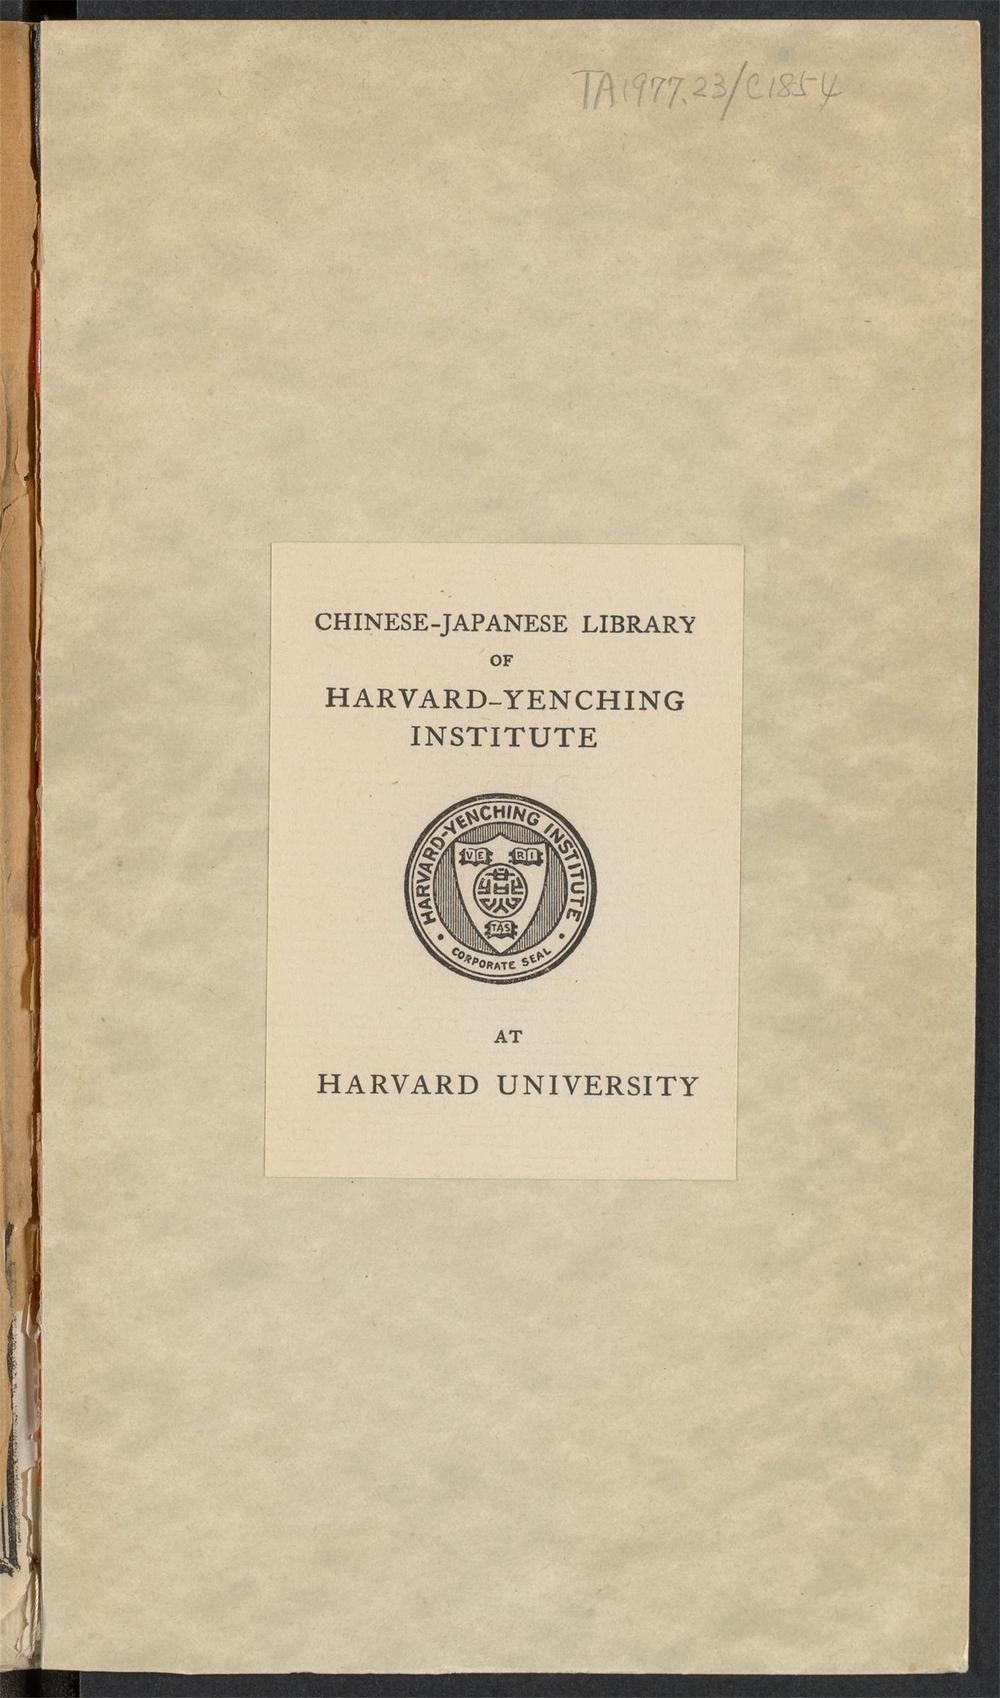 TA1977.23/C1854
CHINESE-JAPANESE LIBRARY
OF
HARVARD-YENCHING
INSTITUTE
HARVARD-YENCHING INSTITUTE
VE RI
TAS
• CORPORATE SEAL •
AT
HARVARD UNIVERSITY